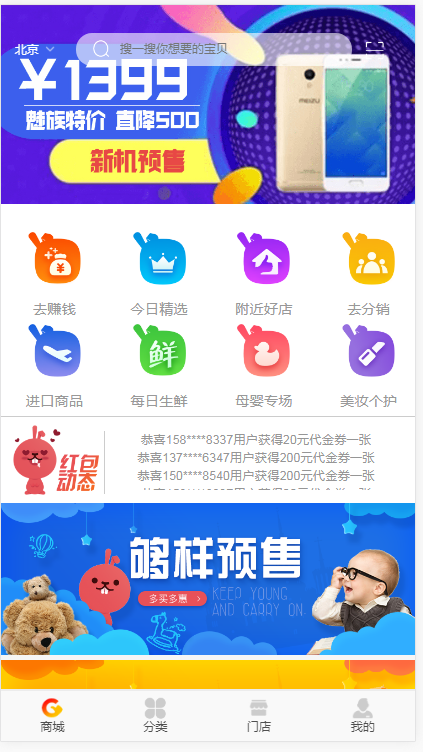 北京
搜一搜你想要的宝贝
￥1399
魅族特价 直降500
新机预售
MEIZU
去赚钱
今日精选
附近好店
去分销
鲜
进口商品
每日生鲜
母婴专场
美妆个护
红包
动态
恭喜158****8337用户获得20元代金券一张
恭喜137****6347用户获得200元代金券一张
恭喜150****8540用户获得200元代金券一张
够样预售
多买多惠
KEEP YOUNG
AND CARRY ON
商城
分类
门店
我的